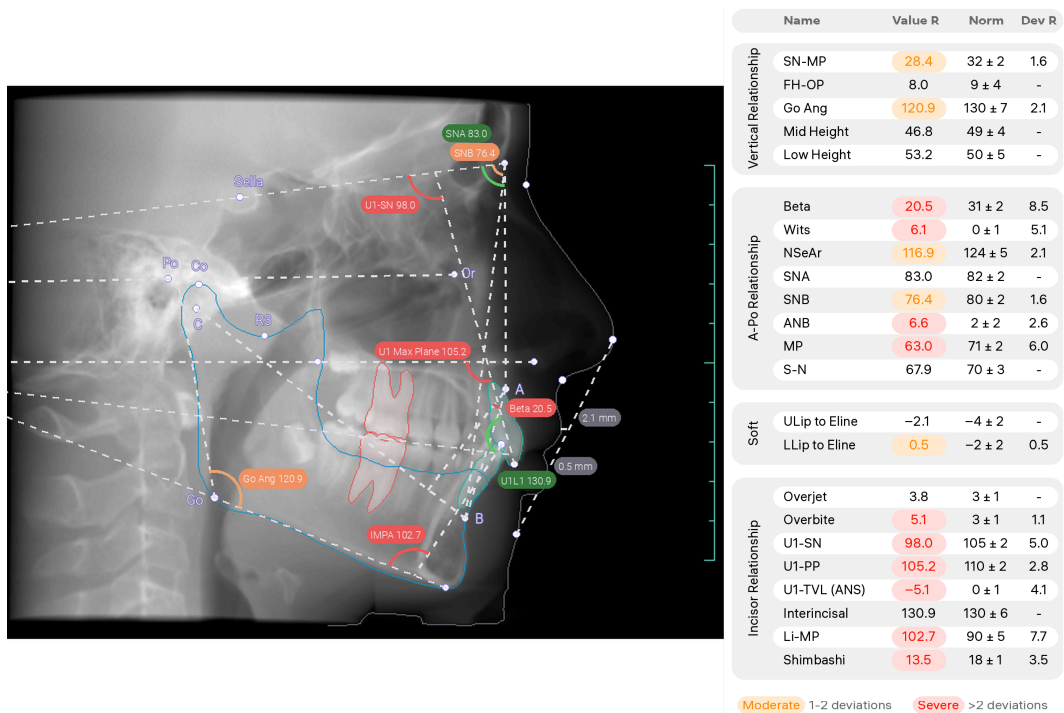 Name Value R Norm Dev R
Vertical Relationship
SN-MP 28.4 32 ± 2 1.6
FH-OP 8.0 9 ± 4 -
Go Ang 120.9 130 ± 7 2.1
Mid Height 46.8 49 ± 4 -
Low Height 53.2 50 ± 5 -
A-Po Relationship
Beta 20.5 31 ± 2 8.5
Wits 6.1 0 ± 1 5.1
NSeAr 116.9 124 ± 5 2.1
SNA 83.0 82 ± 2 -
SNB 76.4 80 ± 2 1.6
ANB 6.6 2 ± 2 2.6
MP 63.0 71 ± 2 6.0
S-N 67.9 70 ± 3 -
Soft
ULip to Eline −2.1 −4 ± 2 -
LLip to Eline 0.5 −2 ± 2 0.5
Incisor Relationship
Overjet 3.8 3 ± 1 -
Overbite 5.1 3 ± 1 1.1
U1-SN 98.0 105 ± 2 5.0
U1-PP 105.2 110 ± 2 2.8
U1-TVL (ANS) −5.1 0 ± 1 4.1
Interincisal 130.9 130 ± 6 -
Li-MP 102.7 90 ± 5 7.7
Shimbashi 13.5 18 ± 1 3.5
Moderate 1-2 deviations Severe >2 deviations
SNA 83.0
SNB 76.4
Sella
U1-SN 98.0
Po Co Or
C RS
U1 Max Plane 105.2
A
Beta 20.5
2.1 mm
0.5 mm
U1L1 130.9
Go Ang 120.9
Go
B
IMPA 102.7